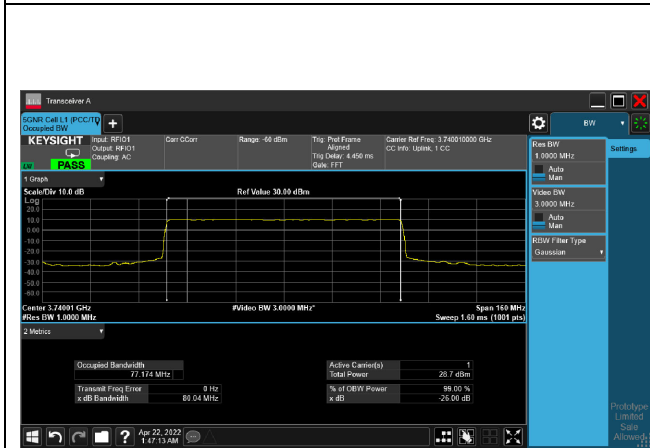 Transceiver A
5GNR Cell L1 (PCC/TD
Occupied BW
KEYSIGHT
PASS
Input: RFIO1
Output: RFIO1
Coupling: AC
Corr CCorr
Range: -60 dBm
Trig: Prot Frame
Aligned
Trig Delay: 4.450 ms
Gate: FFT
Carrier Ref Freq: 3.740010000 GHz
CC Info: Uplink, 1 CC
BW
Res BW
1.0000 MHz
Auto
Man
Video BW
3.0000 MHz
Auto
Man
RBW Filter Type
Gaussian
Settings
1 Graph
Scale/Div 10.0 dB
Ref Value 30.00 dBm
Log
20.0
10.0
0.00
-10.0
-20.0
-30.0
-40.0
-50.0
-60.0
Center 3.74001 GHz
#Video BW 3.0000 MHz*
Span 160 MHz
#Res BW 1.0000 MHz
Sweep 1.60 ms (1001 pts)
2 Metrics
Occupied Bandwidth
77.174 MHz
Active Carrier(s) 1
Total Power 28.7 dBm
Transmit Freq Error 0 Hz
x dB Bandwidth 80.04 MHz
% of OBW Power 99.00 %
x dB -26.00 dB
Prototype
Limited
Sale
Allowed
Apr 22, 2022
1:47:13 AM